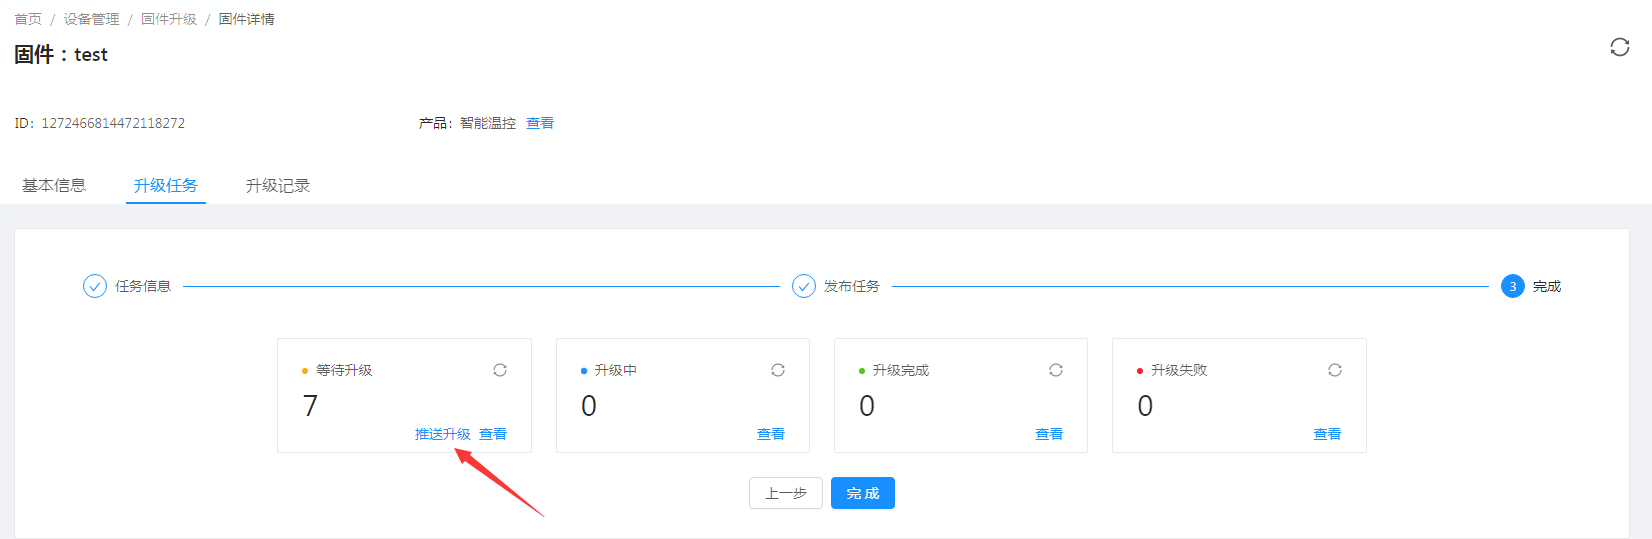 首页 / 设备管理 / 固件升级 / 固件详情
固件：test
ID：1272466814472118272 产品：智能温控 查看
基本信息 升级任务 升级记录
任务信息 发布任务 3 完成
等待升级 升级中 升级完成 升级失败
7 0 0 0
推送升级 查看 查看 查看 查看
上一步 完成